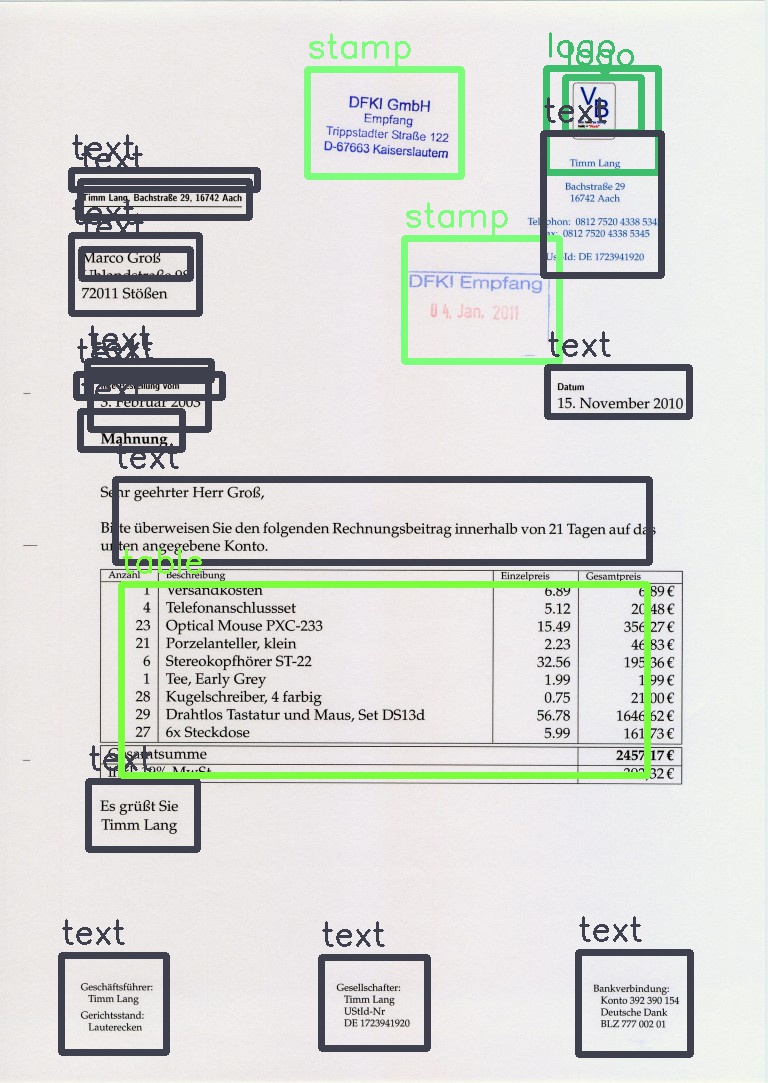 stamp
logo
logo
DFKI GmbH
Empfang
Trippstadter Straße 122
D-67663 Kaiserslautern
VB
text
Timm Lang
Bachstraße 29
16742 Aach
Telephon: 0812 7520 4338 534
Fax: 0812 7520 4338 5345
Ust-Id: DE 1723941920
text
text
Timm Lang, Bachstraße 29, 16742 Aach
text
text
Marco Groß
Uhlandstraße 98
72011 Stößen
stamp
DFKI Empfang
04. Jan. 2011
text
Datum
15. November 2010
text
text
text
vom
3. Februar 2003
Mahnung
text
Sehr geehrter Herr Groß,
Bitte überweisen Sie den folgenden Rechnungsbeitrag innerhalb von 21 Tagen auf das
unten angegebene Konto.
table
Anzahl Beschreibung Einzelpreis Gesamtpreis
1 Versandkosten 6.89 6.89 €
4 Telefonanschlussset 5.12 20.48 €
23 Optical Mouse PXC-233 15.49 356.27 €
21 Porzelanteller, klein 2.23 46.83 €
6 Stereokopfhörer ST-22 32.56 195.36 €
1 Tee, Early Grey 1.99 1.99 €
28 Kugelschreiber, 4 farbig 0.75 21.00 €
29 Drahtlos Tastatur und Maus, Set DS13d 56.78 1646.62 €
27 6x Steckdose 5.99 161.73 €
Gesamtsumme 2457.17 €
inkl. 19% MwSt. 392.32 €
text
Es grüßt Sie
Timm Lang
text
Geschäftsführer:
Timm Lang
Gerichtsstand:
Lauterecken
text
Gesellschafter:
Timm Lang
UStId-Nr
DE 1723941920
text
Bankverbindung:
Konto 392 390 154
Deutsche Dank
BLZ 777 002 01